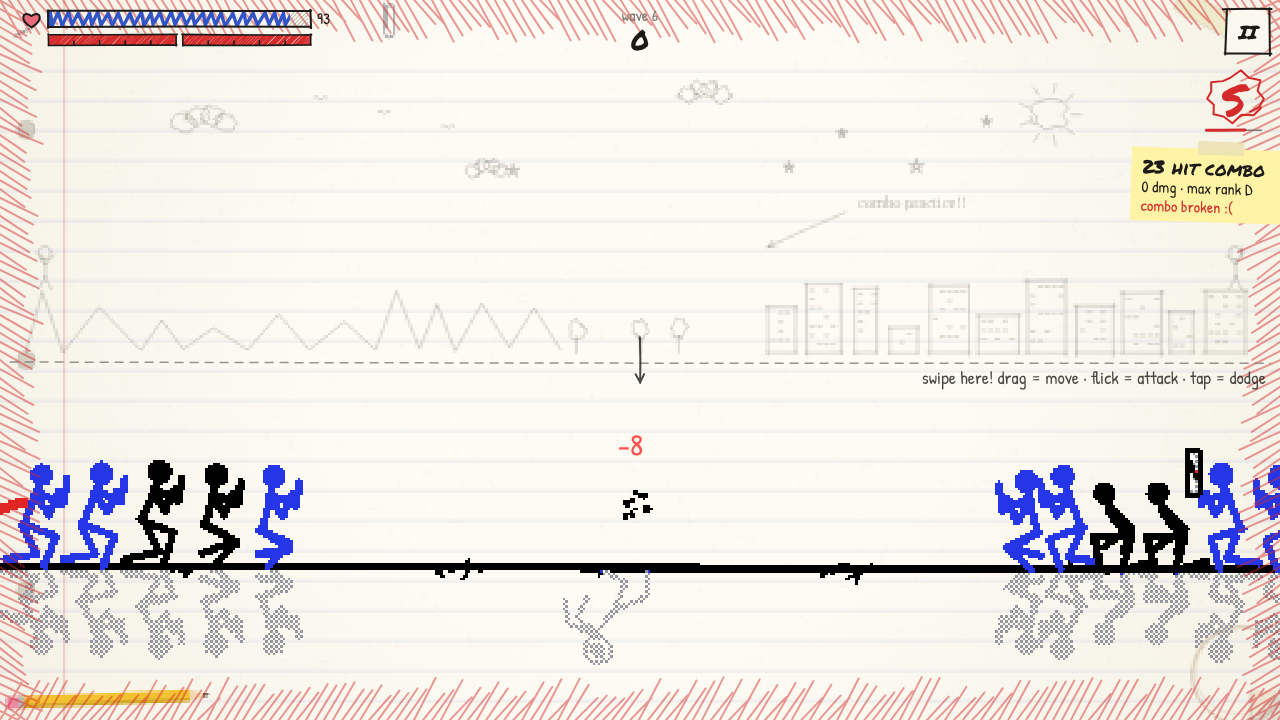 93
wave 6
0
II
S
23 HIT COMBO
0 dmg · max rank D
combo broken :(
combo practice!!
swipe here! drag = move · flick = attack · tap = dodge
-8